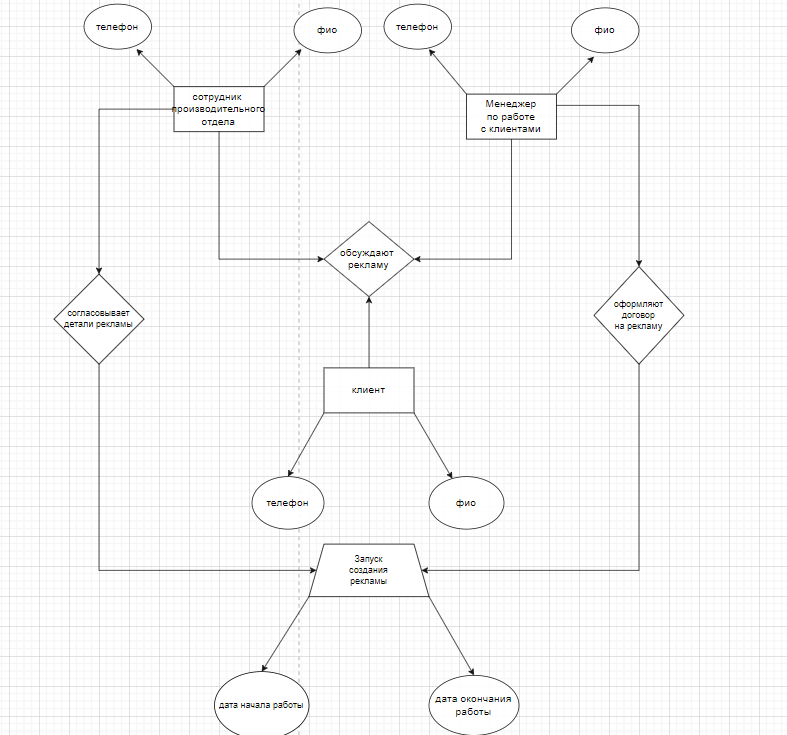 телефон
фио
телефон
фио
сотрудник
производительного
отдела
Менеджер
по работе
с клиентами
обсуждают
рекламу
согласовывает
детали рекламы
оформляют
договор
на рекламу
клиент
телефон
фио
Запуск
создания
рекламы
дата начала работы
дата окончания
работы